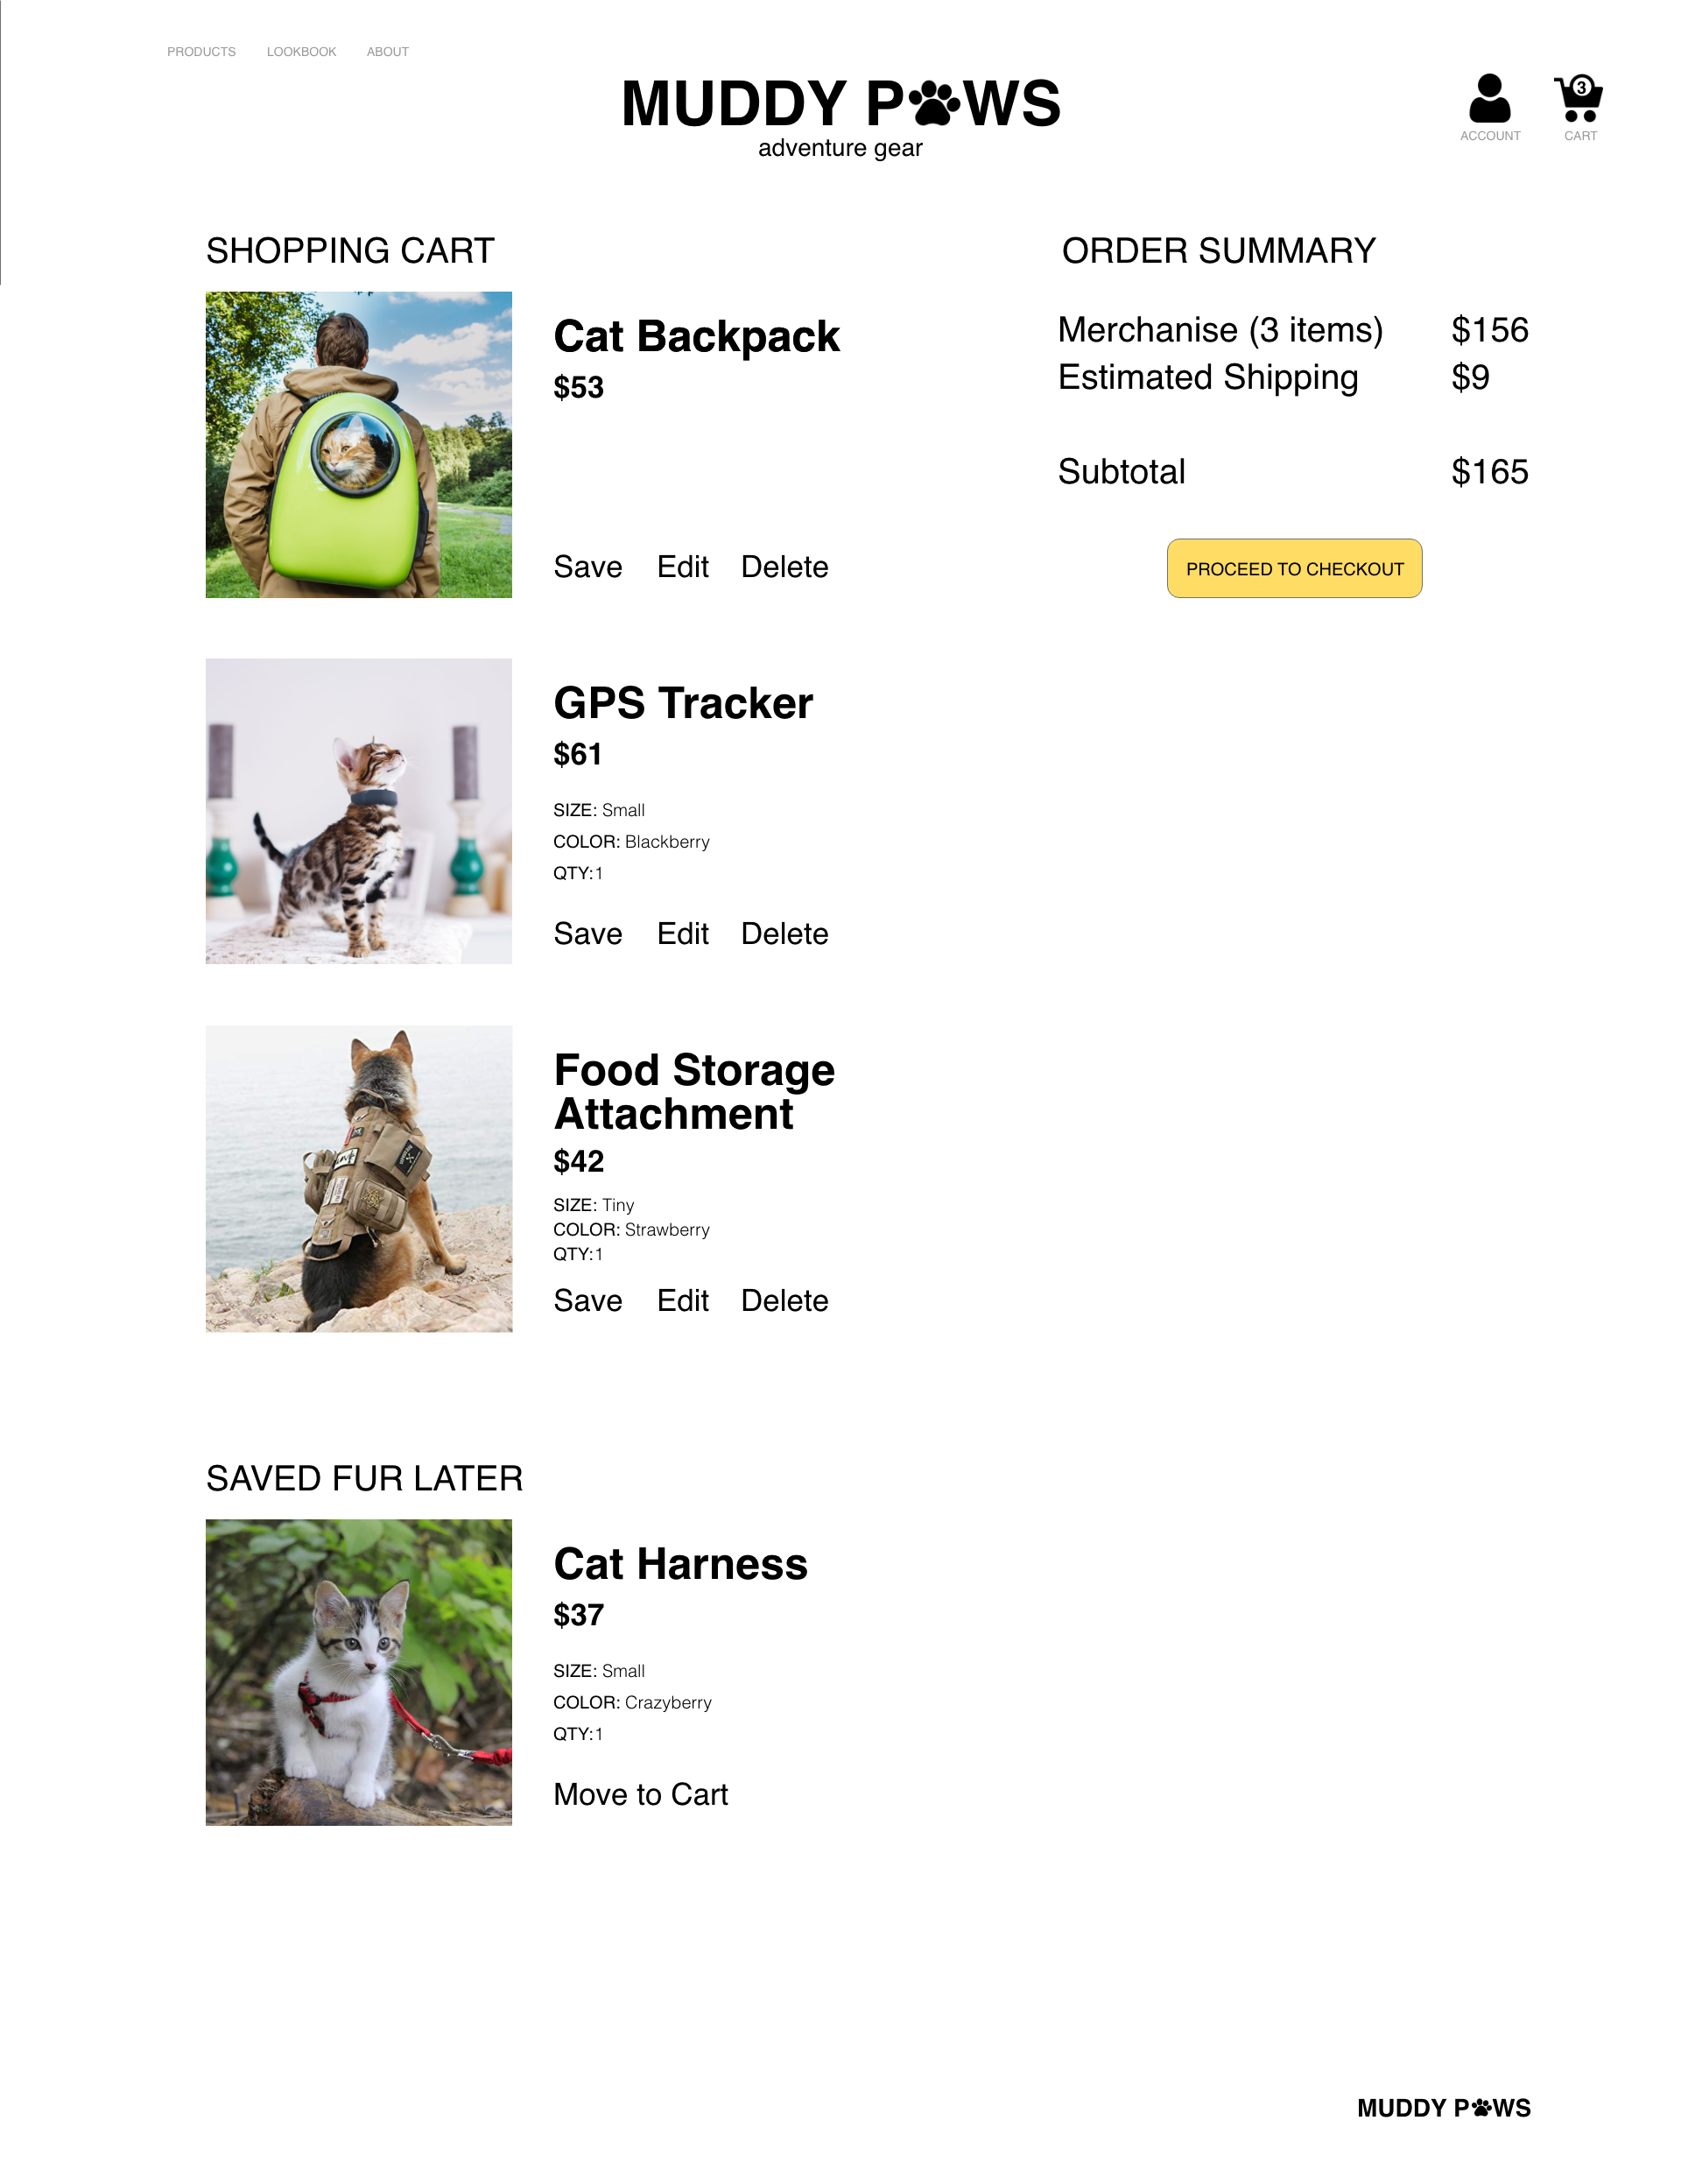 PRODUCTS LOOKBOOK ABOUT
MUDDY PWS
adventure gear
3
ACCOUNT CART
SHOPPING CART
Cat Backpack
$53
Save Edit Delete
GPS Tracker
$61
SIZE: Small
COLOR: Blackberry
QTY:1
Save Edit Delete
Food Storage
Attachment
$42
SIZE: Tiny
COLOR: Strawberry
QTY:1
Save Edit Delete
ORDER SUMMARY
Merchanise (3 items) $156
Estimated Shipping $9
Subtotal $165
PROCEED TO CHECKOUT
SAVED FUR LATER
Cat Harness
$37
SIZE: Small
COLOR: Crazyberry
QTY:1
Move to Cart
MUDDY PWS